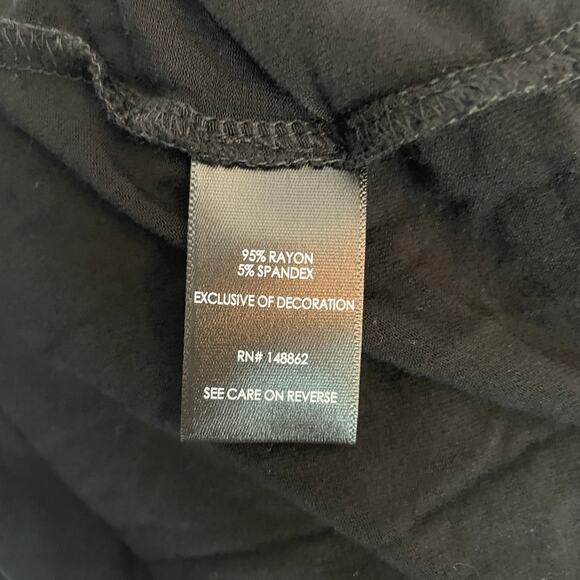 95% RAYON
5% SPANDEX
EXCLUSIVE OF DECORATION
RN# 148862
SEE CARE ON REVERSE